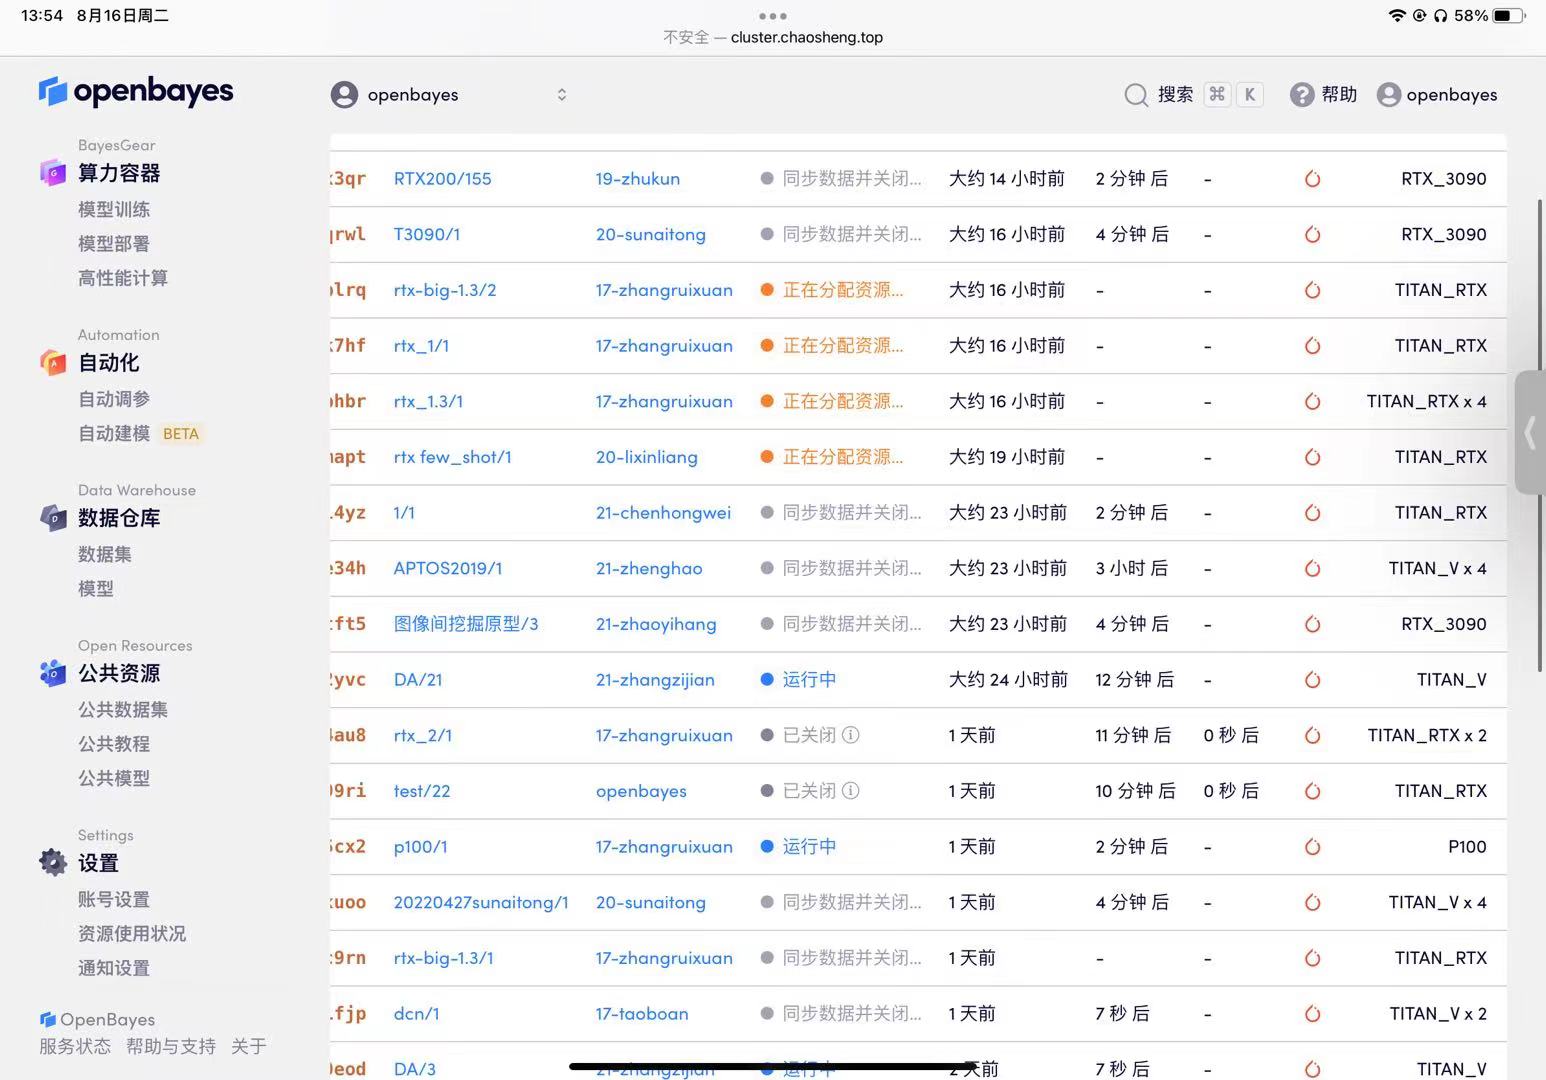 13:54 8月16日周二
58%
不安全 — cluster.chaosheng.top
openbayes
openbayes
搜索 ⌘ K
帮助
openbayes
BayesGear
算力容器
模型训练
模型部署
高性能计算
Automation
自动化
自动调参
自动建模 BETA
Data Warehouse
数据仓库
数据集
模型
Open Resources
公共资源
公共数据集
公共教程
公共模型
Settings
设置
账号设置
资源使用状况
通知设置
OpenBayes
服务状态 帮助与支持 关于
3qr RTX200/155 19-zhukun 同步数据并关闭... 大约 14 小时前 2 分钟 后 - RTX_3090
rwl T3090/1 20-sunaitong 同步数据并关闭... 大约 16 小时前 4 分钟 后 - RTX_3090
lrq rtx-big-1.3/2 17-zhangruixuan 正在分配资源... 大约 16 小时前 - - TITAN_RTX
7hf rtx_1/1 17-zhangruixuan 正在分配资源... 大约 16 小时前 - - TITAN_RTX
hbr rtx_1.3/1 17-zhangruixuan 正在分配资源... 大约 16 小时前 - - TITAN_RTX x 4
apt rtx few_shot/1 20-lixinliang 正在分配资源... 大约 19 小时前 - - TITAN_RTX
4yz 1/1 21-chenhongwei 同步数据并关闭... 大约 23 小时前 2 分钟 后 - TITAN_RTX
34h APTOS2019/1 21-zhenghao 同步数据并关闭... 大约 23 小时前 3 小时 后 - TITAN_V x 4
ft5 图像间挖掘原型/3 21-zhaoyihang 同步数据并关闭... 大约 23 小时前 4 分钟 后 - RTX_3090
yvc DA/21 21-zhangzijian 运行中 大约 24 小时前 12 分钟 后 - TITAN_V
au8 rtx_2/1 17-zhangruixuan 已关闭 1 天前 11 分钟 后 0 秒 后 TITAN_RTX x 2
9ri test/22 openbayes 已关闭 1 天前 10 分钟 后 0 秒 后 TITAN_RTX
cx2 p100/1 17-zhangruixuan 运行中 1 天前 2 分钟 后 - P100
uoo 20220427sunaitong/1 20-sunaitong 同步数据并关闭... 1 天前 4 分钟 后 - TITAN_V x 4
9rn rtx-big-1.3/1 17-zhangruixuan 同步数据并关闭... 1 天前 - - TITAN_RTX
fjp dcn/1 17-taoboan 同步数据并关闭... 1 天前 7 秒 后 - TITAN_V x 2
eod DA/3 21-zhangzijian 运行中 2 天前 7 秒 后 - TITAN_V